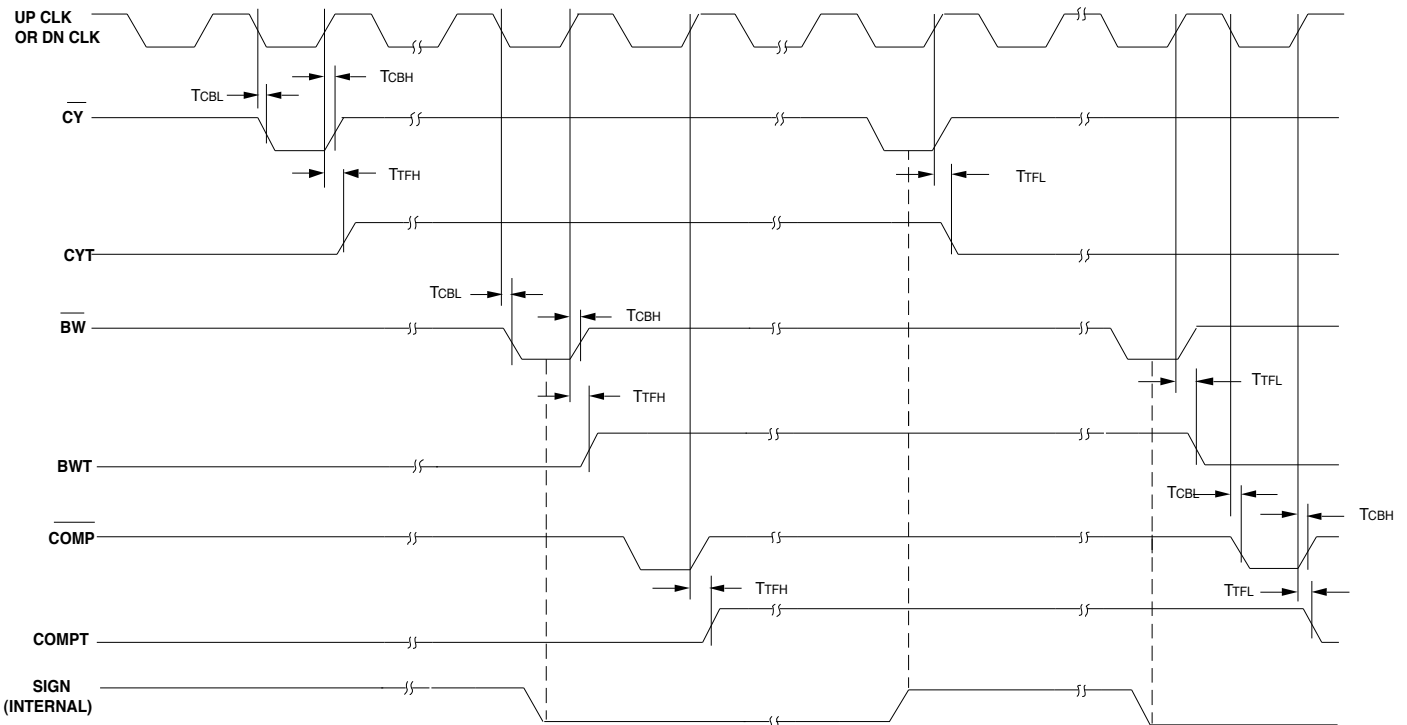 UP CLK
OR DN CLK
TCBH
TCBL
CY
TTFH
TTFL
CYT
TCBL
BW
TCBH
TTFL
TTFH
BWT
TCBL
TCBH
COMP
TTFH
TTFL
COMPT
SIGN
(INTERNAL)